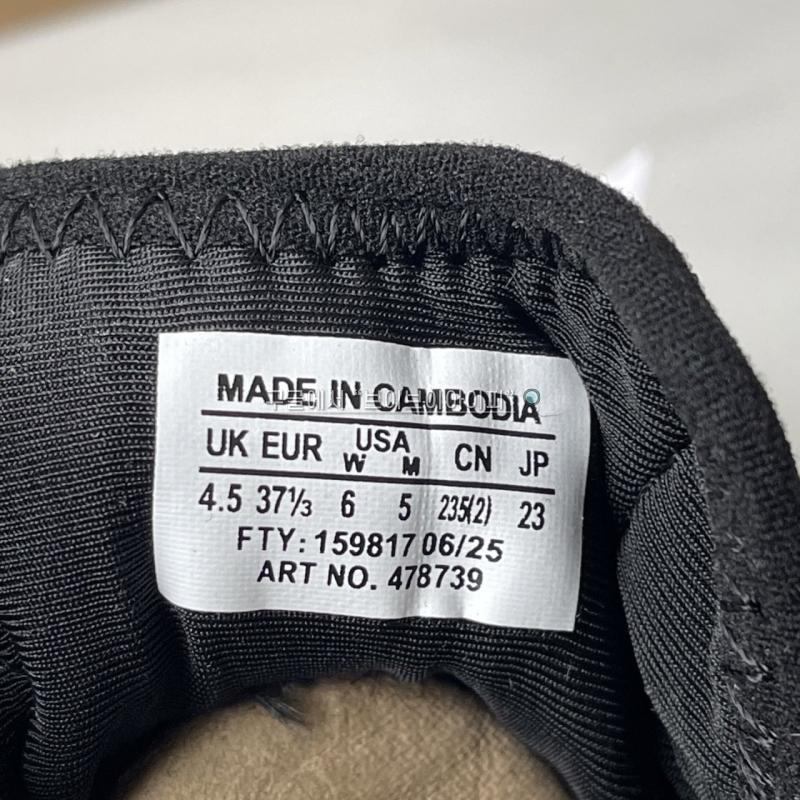 MADE IN CAMBODIA
UK EUR USA W M CN JP
4.5 37⅓ 6 5 235(2) 23
FTY: 159817 06/25
ART NO. 478739